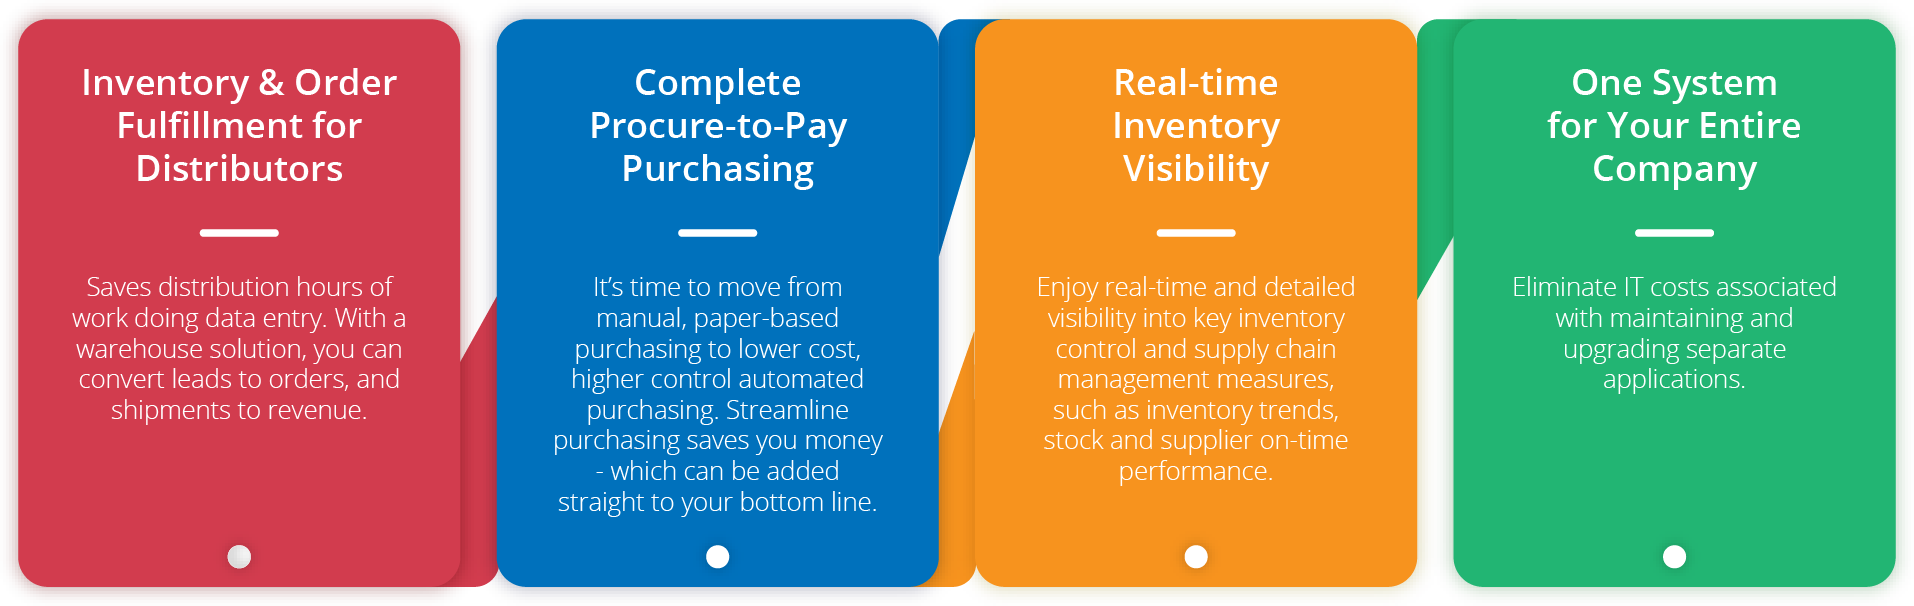 Inventory & Order
Fulfillment for
Distributors
Saves distribution hours of
work doing data entry. With a
warehouse solution, you can
convert leads to orders, and
shipments to revenue.
Complete
Procure-to-Pay
Purchasing
It’s time to move from
manual, paper-based
purchasing to lower cost,
higher control automated
purchasing. Streamline
purchasing saves you money
- which can be added
straight to your bottom line.
Real-time
Inventory
Visibility
Enjoy real-time and detailed
visibility into key inventory
control and supply chain
management measures,
such as inventory trends,
stock and supplier on-time
performance.
One System
for Your Entire
Company
Eliminate IT costs associated
with maintaining and
upgrading separate
applications.